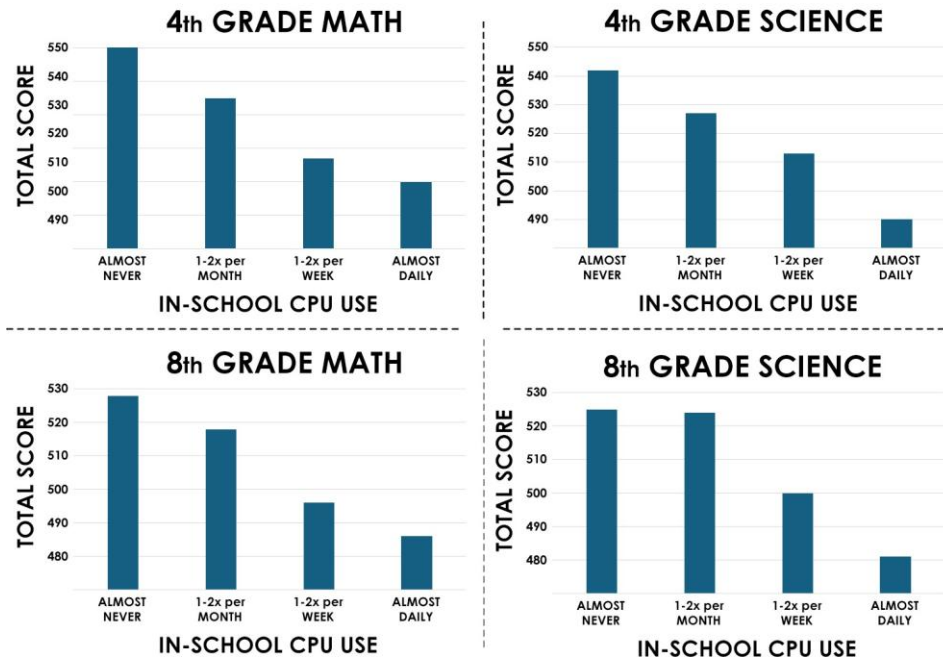 4th GRADE MATH
TOTAL SCORE
550
540
530
520
510
500
490
ALMOST NEVER
1-2x per MONTH
1-2x per WEEK
ALMOST DAILY
IN-SCHOOL CPU USE
4th GRADE SCIENCE
TOTAL SCORE
550
540
530
520
510
500
490
ALMOST NEVER
1-2x per MONTH
1-2x per WEEK
ALMOST DAILY
IN-SCHOOL CPU USE
8th GRADE MATH
TOTAL SCORE
530
520
510
500
490
480
ALMOST NEVER
1-2x per MONTH
1-2x per WEEK
ALMOST DAILY
IN-SCHOOL CPU USE
8th GRADE SCIENCE
TOTAL SCORE
530
520
510
500
490
480
ALMOST NEVER
1-2x per MONTH
1-2x per WEEK
ALMOST DAILY
IN-SCHOOL CPU USE